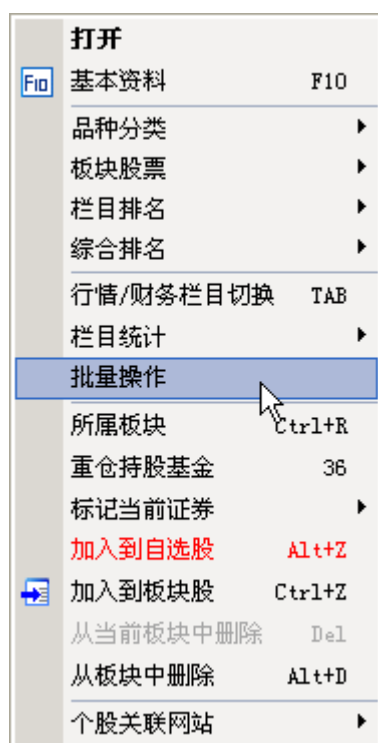 打开
F10 基本资料 F10
品种分类
板块股票
栏目排名
综合排名
行情/财务栏目切换 TAB
栏目统计
批量操作
所属板块 Ctrl+R
重仓持股基金 36
标记当前证券
加入到自选股 Alt+Z
加入到板块股 Ctrl+Z
从当前板块中删除 Del
从板块中删除 Alt+D
个股关联网站